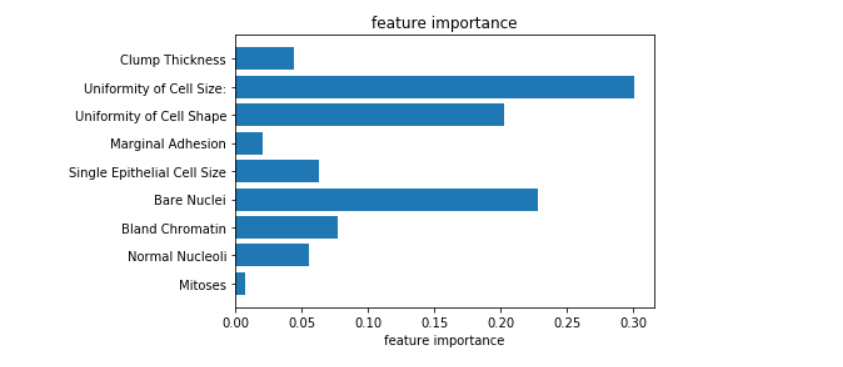 feature importance
Clump Thickness
Uniformity of Cell Size:
Uniformity of Cell Shape
Marginal Adhesion
Single Epithelial Cell Size
Bare Nuclei
Bland Chromatin
Normal Nucleoli
Mitoses
0.00 0.05 0.10 0.15 0.20 0.25 0.30
feature importance